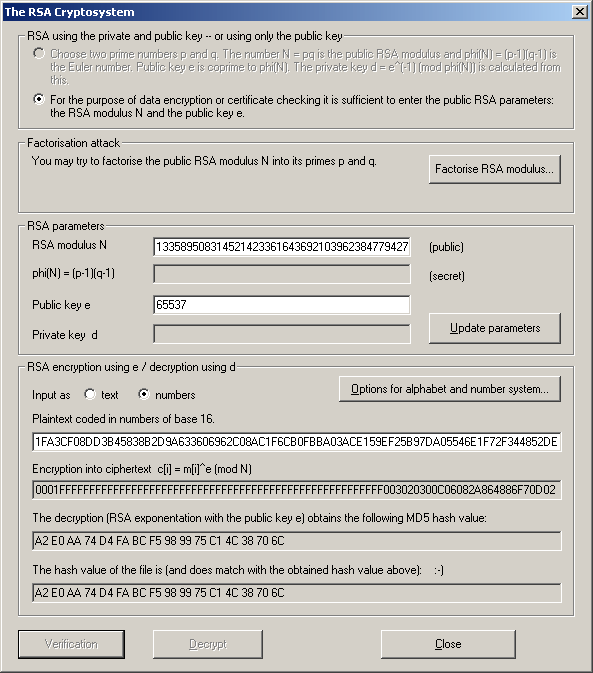 The RSA Cryptosystem
RSA using the private and public key -- or using only the public key
Choose two prime numbers p and q. The number N = pq is the public RSA modulus and phi(N) = (p-1)(q-1) is
the Euler number. Public key e is coprime to phi(N). The private key d = e^(-1) (mod phi(N)) is calculated from
this.
For the purpose of data encryption or certificate checking it is sufficient to enter the public RSA parameters:
the RSA modulus N and the public key e.
Factorisation attack
You may try to factorise the public RSA modulus N into its primes p and q.
Factorise RSA modulus...
RSA parameters
RSA modulus N
133589508314521423361643692103962384779427
(public)
phi(N) = (p-1)(q-1)
(secret)
Public key e
65537
Private key d
Update parameters
RSA encryption using e / decryption using d
Input as
text
numbers
Options for alphabet and number system...
Plaintext coded in numbers of base 16.
1FA3CF08DD3B45838B2D9A633606962C08AC1F6CB0FBBA03ACE159EF25B97DA05546E1F72F344852DE
Encryption into ciphertext c[i] = m[i]^e (mod N)
0001FFFFFFFFFFFFFFFFFFFFFFFFFFFFFFFFFFFFFFFFFFFFFFFFFFFFFF003020300C06082A864886F70D02
The decryption (RSA exponentation with the public key e) obtains the following MD5 hash value:
A2 E0 AA 74 D4 FA BC F5 98 99 75 C1 4C 38 70 6C
The hash value of the file is (and does match with the obtained hash value above): :-)
A2 E0 AA 74 D4 FA BC F5 98 99 75 C1 4C 38 70 6C
Verification
Decrypt
Close